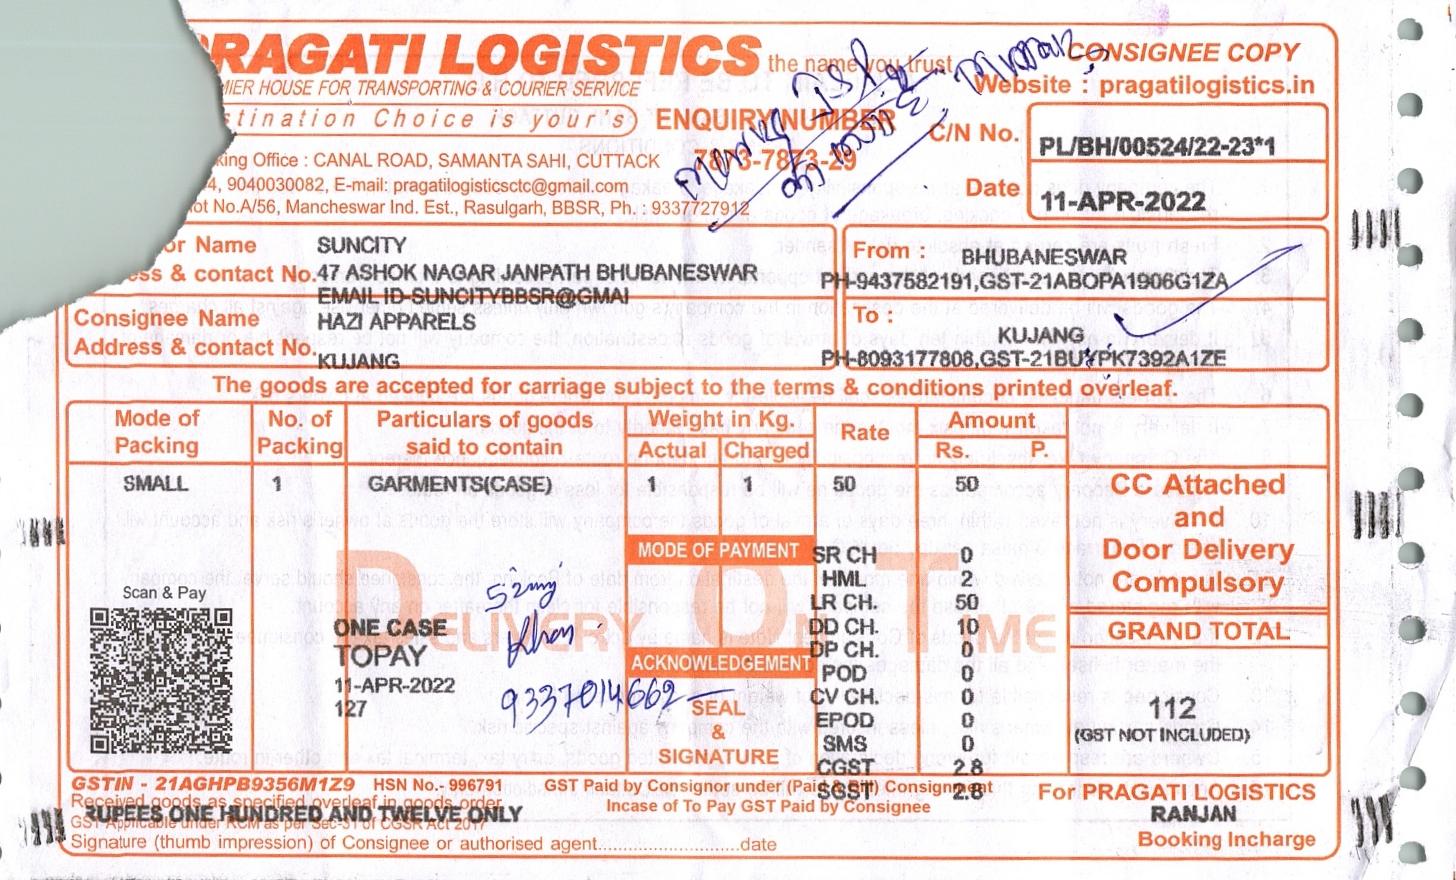 PRAGATI LOGISTICS the name you trust
CONSIGNEE COPY
MIER HOUSE FOR TRANSPORTING & COURIER SERVICE
Website : pragatilogistics.in
stination Choice is yours
ENQUIRY NUMBER
7873-7873-29
C/N No. PL/BH/00524/22-23*1
king Office : CANAL ROAD, SAMANTA SAHI, CUTTACK
4, 9040030082, E-mail: pragatilogisticsctc@gmail.com
Date 11-APR-2022
lot No.A/56, Mancheswar Ind. Est., Rasulgarh, BBSR, Ph.: 9337727912
or Name SUNCITY
ess & contact No. 47 ASHOK NAGAR JANPATH BHUBANESWAR
EMAIL ID-SUNCITYBBSR@GMAI
From : BHUBANESWAR
PH-9437582191,GST-21ABOPA1906G1ZA
Consignee Name HAZI APPARELS
Address & contact No. KUJANG
To : KUJANG
PH-8093177808,GST-21BUYPK7392A1ZE
The goods are accepted for carriage subject to the terms & conditions printed overleaf.
Mode of Packing No. of Packing Particulars of goods said to contain Weight in Kg. Actual Charged Rate Amount Rs. P.
SMALL 1 GARMENTS(CASE) 1 1 50 50
CC Attached
and
Door Delivery
Compulsory
MODE OF PAYMENT
SR CH 0
HML 2
LR CH. 50
DD CH. 10
DP CH. 0
POD 0
CV CH. 0
EPOD 0
SMS 0
CGST 2.8
SGST 2.8
GRAND TOTAL
112
(GST NOT INCLUDED)
Scan & Pay
DELIVERY ON TIME
ONE CASE
TOPAY
11-APR-2022
127
Khan
9337014662
ACKNOWLEDGEMENT
SEAL
&
SIGNATURE
GSTIN - 21AGHPB9356M1Z9 HSN No.-996791 GST Paid by Consignor under (Paid & Bill) Consignment
Incase of To Pay GST Paid by Consignee
Received goods as specified overleaf in goods order
RUPEES ONE HUNDRED AND TWELVE ONLY
GST Applicable under RCM as per Sec-31 of CGSR Act 2017
Signature (thumb impression) of Consignee or authorised agent..........................date
For PRAGATI LOGISTICS
RANJAN
Booking Incharge